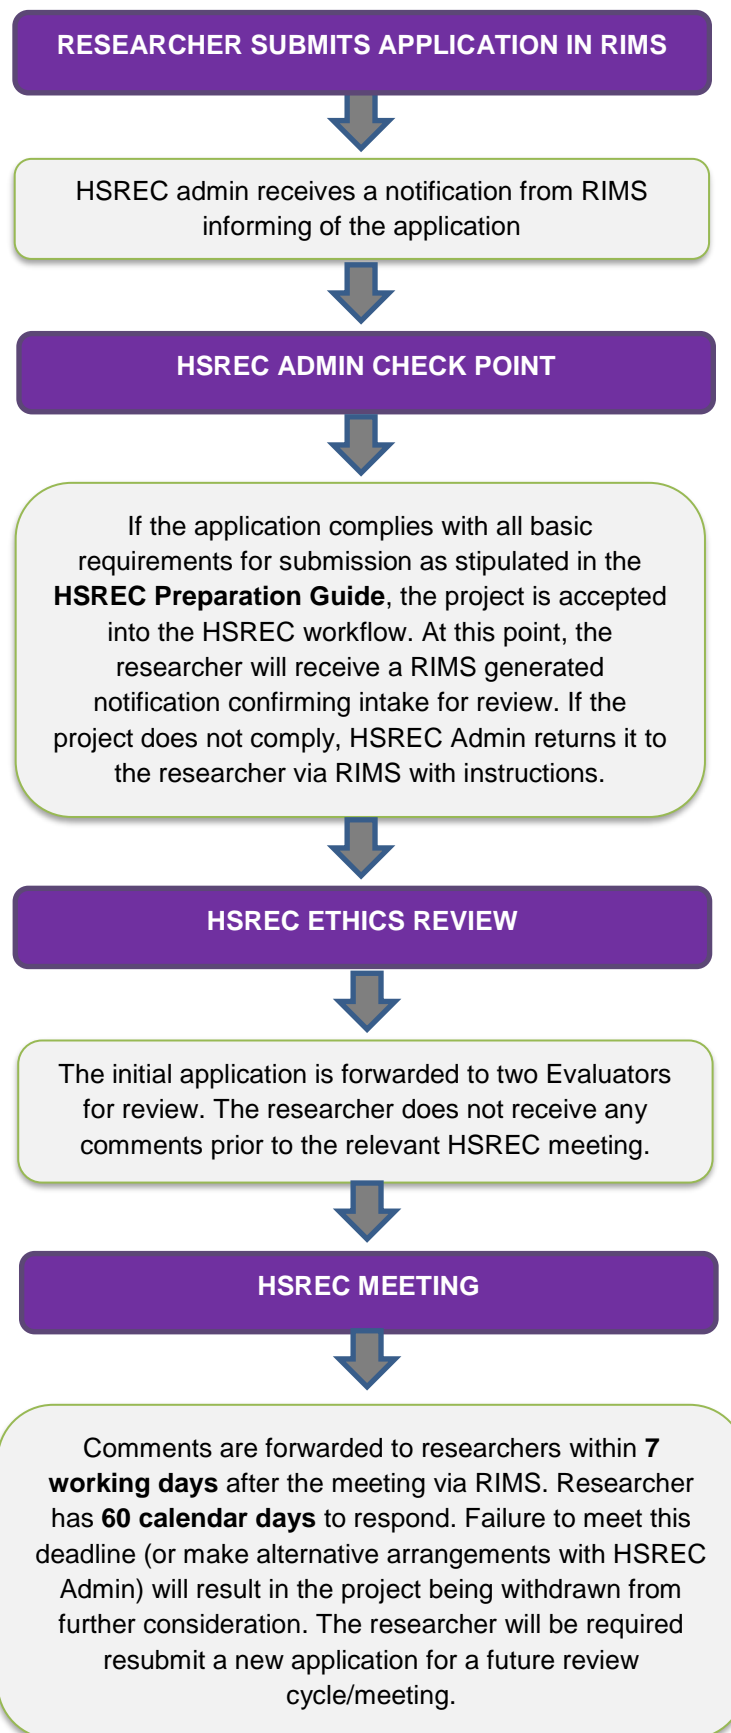 RESEARCHER SUBMITS APPLICATION IN RIMS
HSREC admin receives a notification from RIMS
informing of the application
HSREC ADMIN CHECK POINT
If the application complies with all basic
requirements for submission as stipulated in the
HSREC Preparation Guide, the project is accepted
into the HSREC workflow. At this point, the
researcher will receive a RIMS generated
notification confirming intake for review. If the
project does not comply, HSREC Admin returns it to
the researcher via RIMS with instructions.
HSREC ETHICS REVIEW
The initial application is forwarded to two Evaluators
for review. The researcher does not receive any
comments prior to the relevant HSREC meeting.
HSREC MEETING
Comments are forwarded to researchers within 7
working days after the meeting via RIMS. Researcher
has 60 calendar days to respond. Failure to meet this
deadline (or make alternative arrangements with HSREC
Admin) will result in the project being withdrawn from
further consideration. The researcher will be required
resubmit a new application for a future review
cycle/meeting.